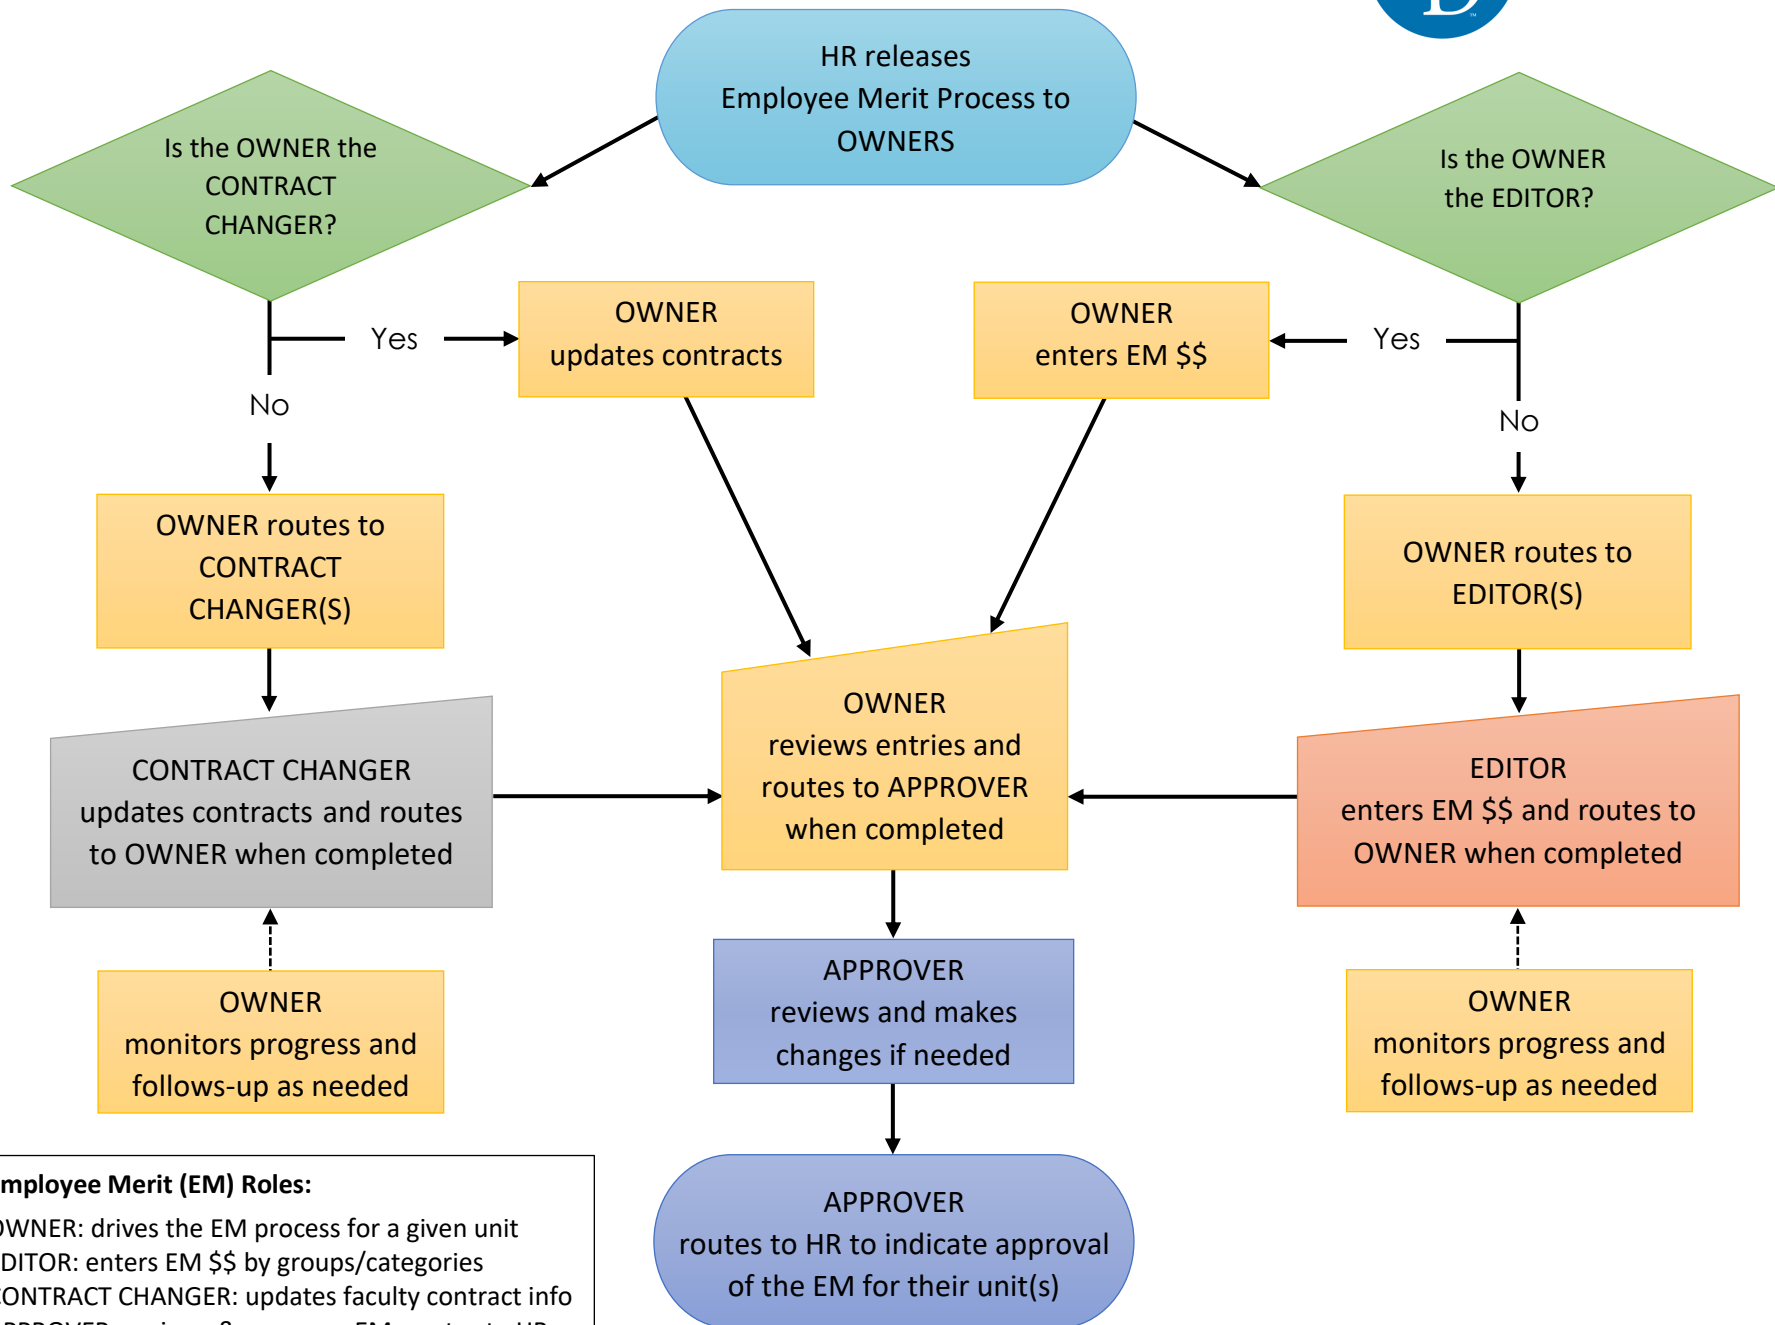 HR releases
Employee Merit Process to
OWNERS
Is the OWNER the
CONTRACT
CHANGER?
Is the OWNER
the EDITOR?
OWNER
updates contracts
OWNER
enters EM $$
Yes
Yes
No
No
OWNER routes to
CONTRACT
CHANGER(S)
OWNER routes to
EDITOR(S)
OWNER
reviews entries and
routes to APPROVER
when completed
CONTRACT CHANGER
updates contracts and routes
to OWNER when completed
EDITOR
enters EM $$ and routes to
OWNER when completed
APPROVER
reviews and makes
changes if needed
OWNER
monitors progress and
follows-up as needed
OWNER
monitors progress and
follows-up as needed
APPROVER
routes to HR to indicate approval
of the EM for their unit(s)
mployee Merit (EM) Roles:
OWNER: drives the EM process for a given unit
DITOR: enters EM $$ by groups/categories
CONTRACT CHANGER: updates faculty contract info